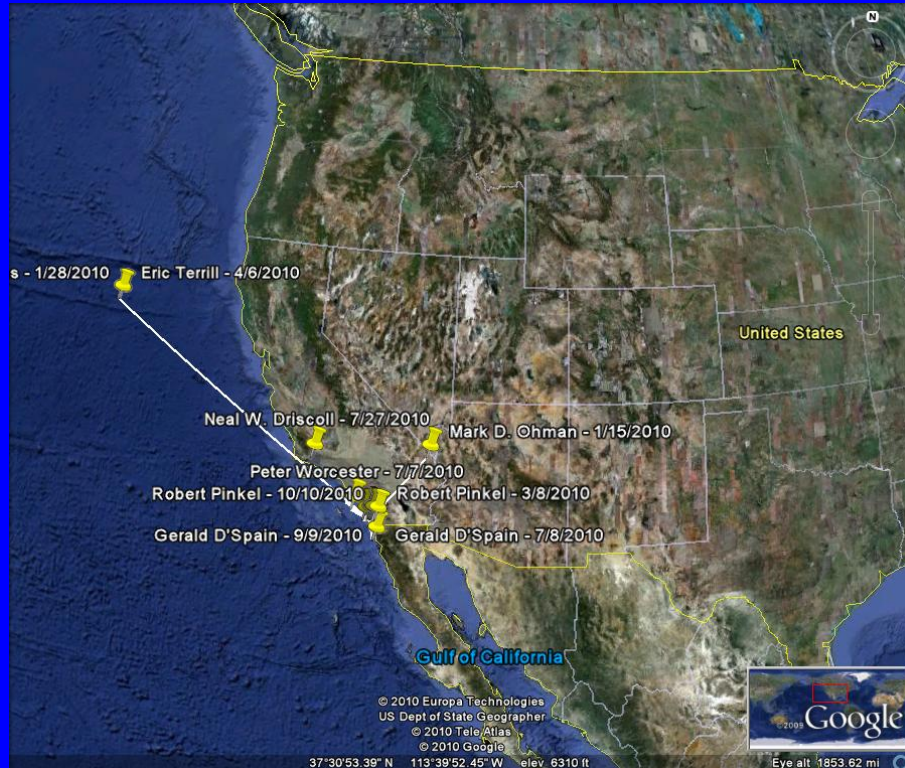 N
s - 1/28/2010 Eric Terrill - 4/6/2010
United States
Neal W. Driscoll - 7/27/2010
Mark D. Ohman - 1/15/2010
Peter Worcester - 7/7/2010
Robert Pinkel - 10/10/2010 Robert Pinkel - 3/8/2010
Gerald D'Spain - 9/9/2010 Gerald D'Spain - 7/8/2010
Gulf of California
© 2010 Europa Technologies
US Dept of State Geographer
© 2010 Tele Atlas
© 2010 Google
©2009 Google
37°30'53.39" N 113°39'52.45" W elev 6310 ft Eye alt 1853.62 mi